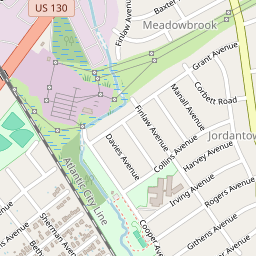 Baxter
Finlaw Avenue
Meadowbrook
US 130
Grant Avenue
Corbett Road
Manall Avenue
Finlaw Avenue
Jordantow
Davies Avenue
Collins Avenue
Harvey Avenue
Atlantic City Line
Irving Avenue
Rogers Avenue
Cooper Avenue
Sherman Avenue
Githens Avenue